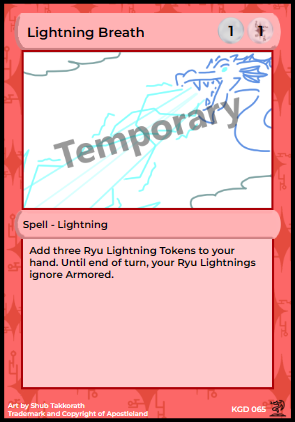 Lightning Breath 1
Temporary
Spell - Lightning
Add three Ryu Lightning Tokens to your
hand. Until end of turn, your Ryu Lightnings
ignore Armored.
Art by Shub Takkorath
Trademark and Copyright of Apostleland
KGD 065